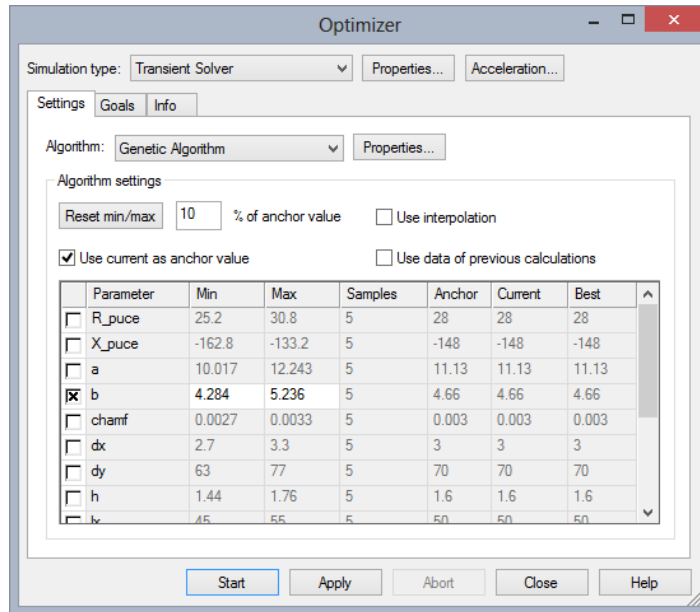 Optimizer
Simulation type: Transient Solver Properties... Acceleration...
Settings Goals Info
Algorithm: Genetic Algorithm Properties...
Algorithm settings
Reset min/max 10 % of anchor value Use interpolation
Use current as anchor value Use data of previous calculations
Parameter Min Max Samples Anchor Current Best
R_puce 25.2 30.8 5 28 28 28
X_puce -162.8 -133.2 5 -148 -148 -148
a 10.017 12.243 5 11.13 11.13 11.13
b 4.284 5.236 5 4.66 4.66 4.66
chamf 0.0027 0.0033 5 0.003 0.003 0.003
dx 2.7 3.3 5 3 3 3
dy 63 77 5 70 70 70
h 1.44 1.76 5 1.6 1.6 1.6
45 55 5 50 50 50
Start Apply Abort Close Help